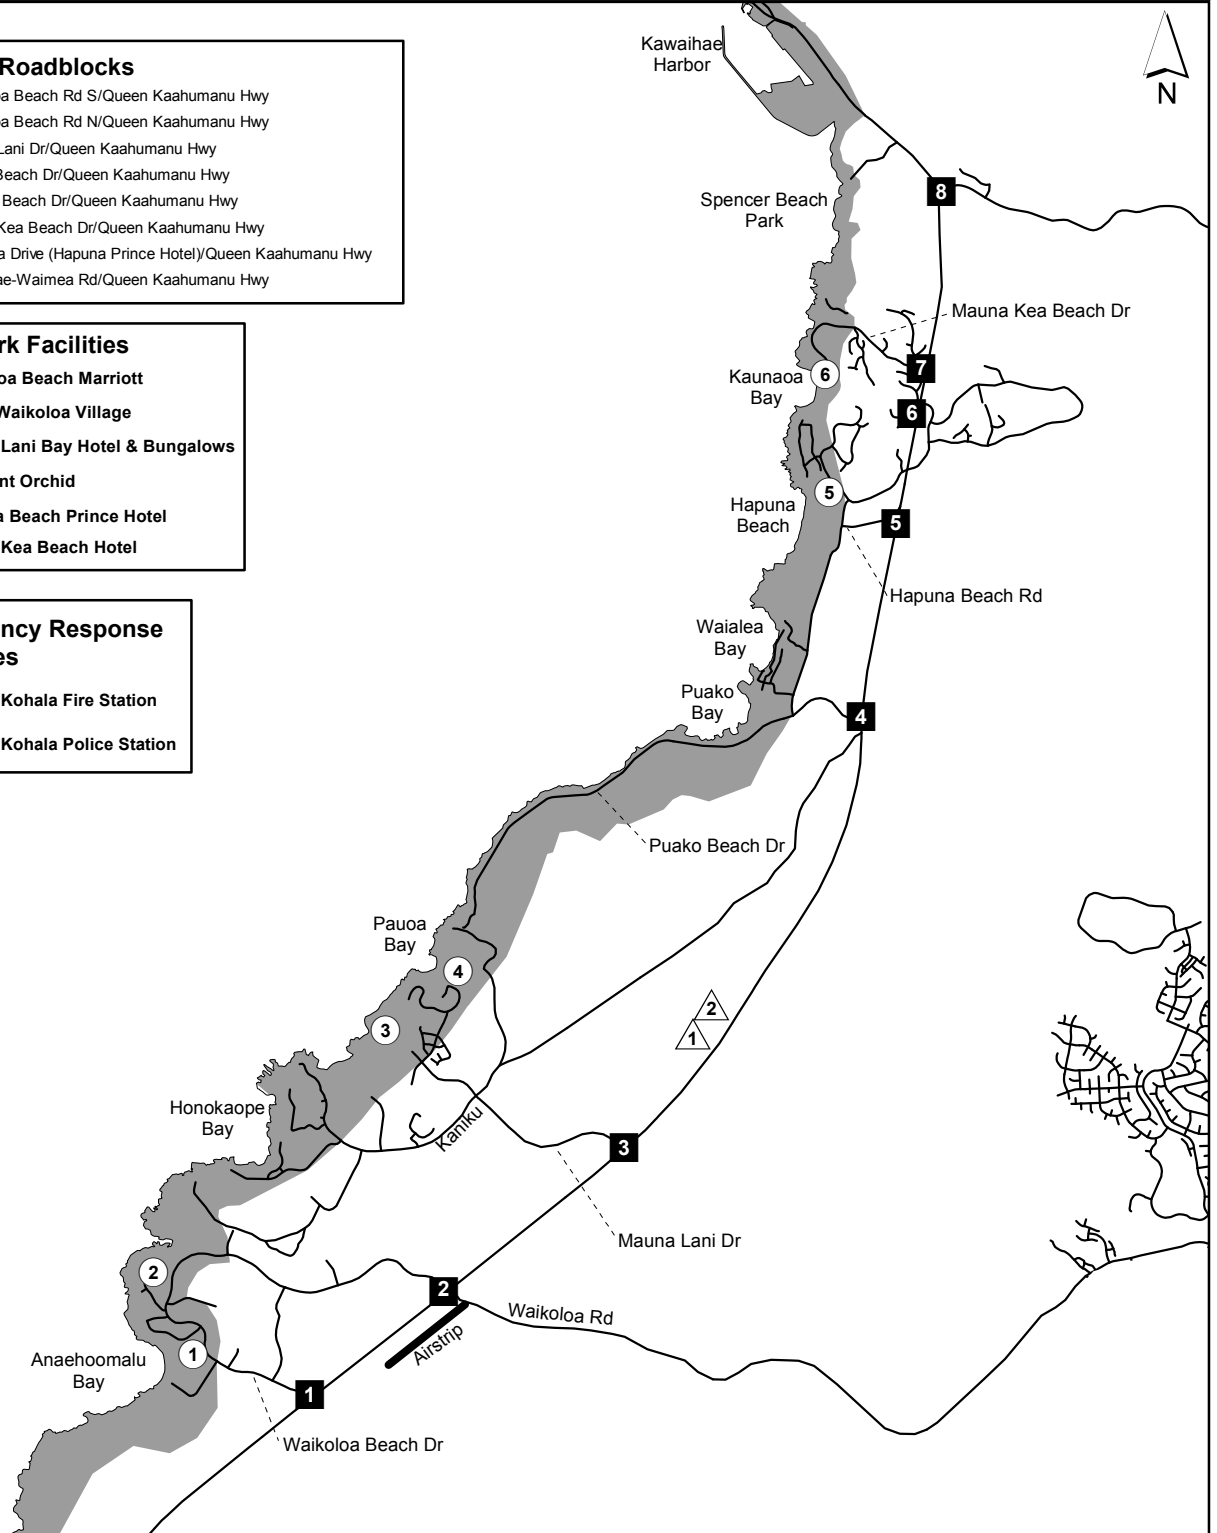 Roadblocks
a Beach Rd S/Queen Kaahumanu Hwy
a Beach Rd N/Queen Kaahumanu Hwy
Lani Dr/Queen Kaahumanu Hwy
Beach Dr/Queen Kaahumanu Hwy
Beach Dr/Queen Kaahumanu Hwy
Kea Beach Dr/Queen Kaahumanu Hwy
a Drive (Hapuna Prince Hotel)/Queen Kaahumanu Hwy
ae-Waimea Rd/Queen Kaahumanu Hwy
rk Facilities
oa Beach Marriott
Waikoloa Village
Lani Bay Hotel & Bungalows
nt Orchid
a Beach Prince Hotel
Kea Beach Hotel
ncy Response
es
Kohala Fire Station
Kohala Police Station
Kawaihae
Harbor
N
8
Spencer Beach
Park
Mauna Kea Beach Dr
7
6
Kaunaoa
Bay
6
5
Hapuna
Beach
5
Hapuna Beach Rd
Waialea
Bay
Puako
Bay
4
Puako Beach Dr
Pauoa
Bay
4
3
2
1
Honokaope
Bay
Kaniku
3
Mauna Lani Dr
2
2
Waikoloa Rd
Airstrip
Anaehoomalu
Bay
1
1
Waikoloa Beach Dr